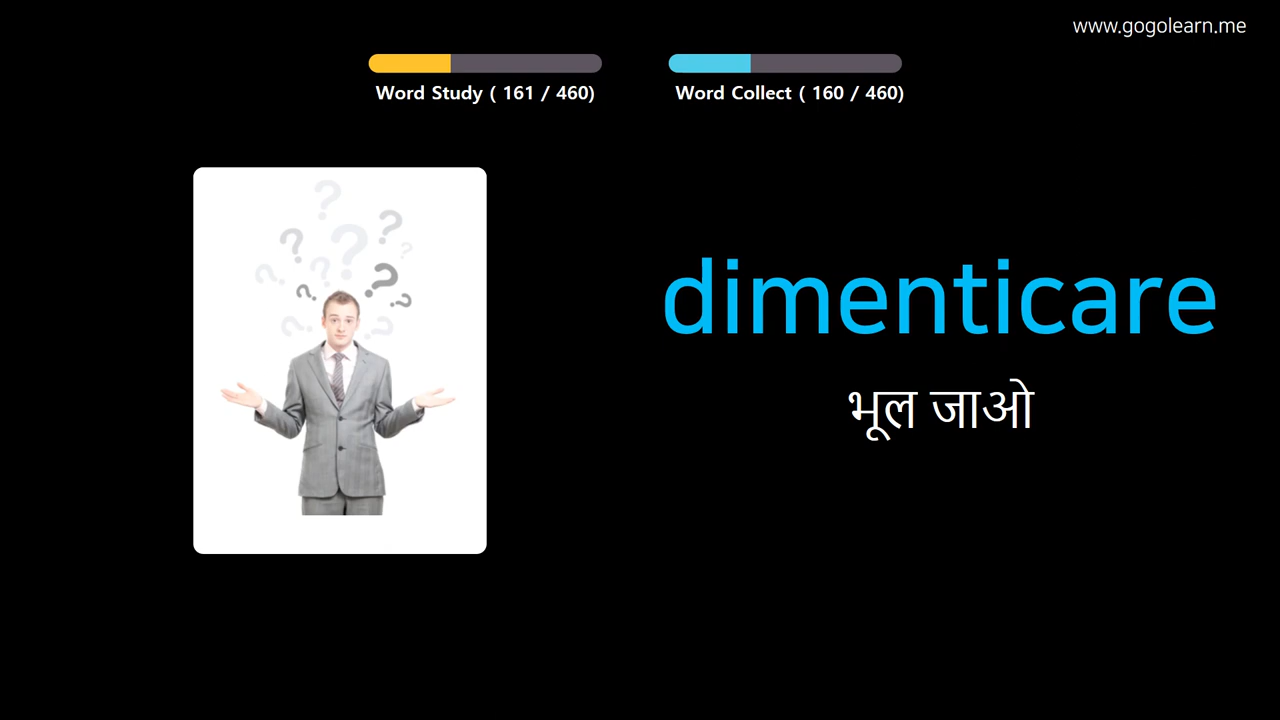 www.gogolearn.me
Word Study ( 161 / 460)
Word Collect ( 160 / 460)
dimenticare
भूल जाओ